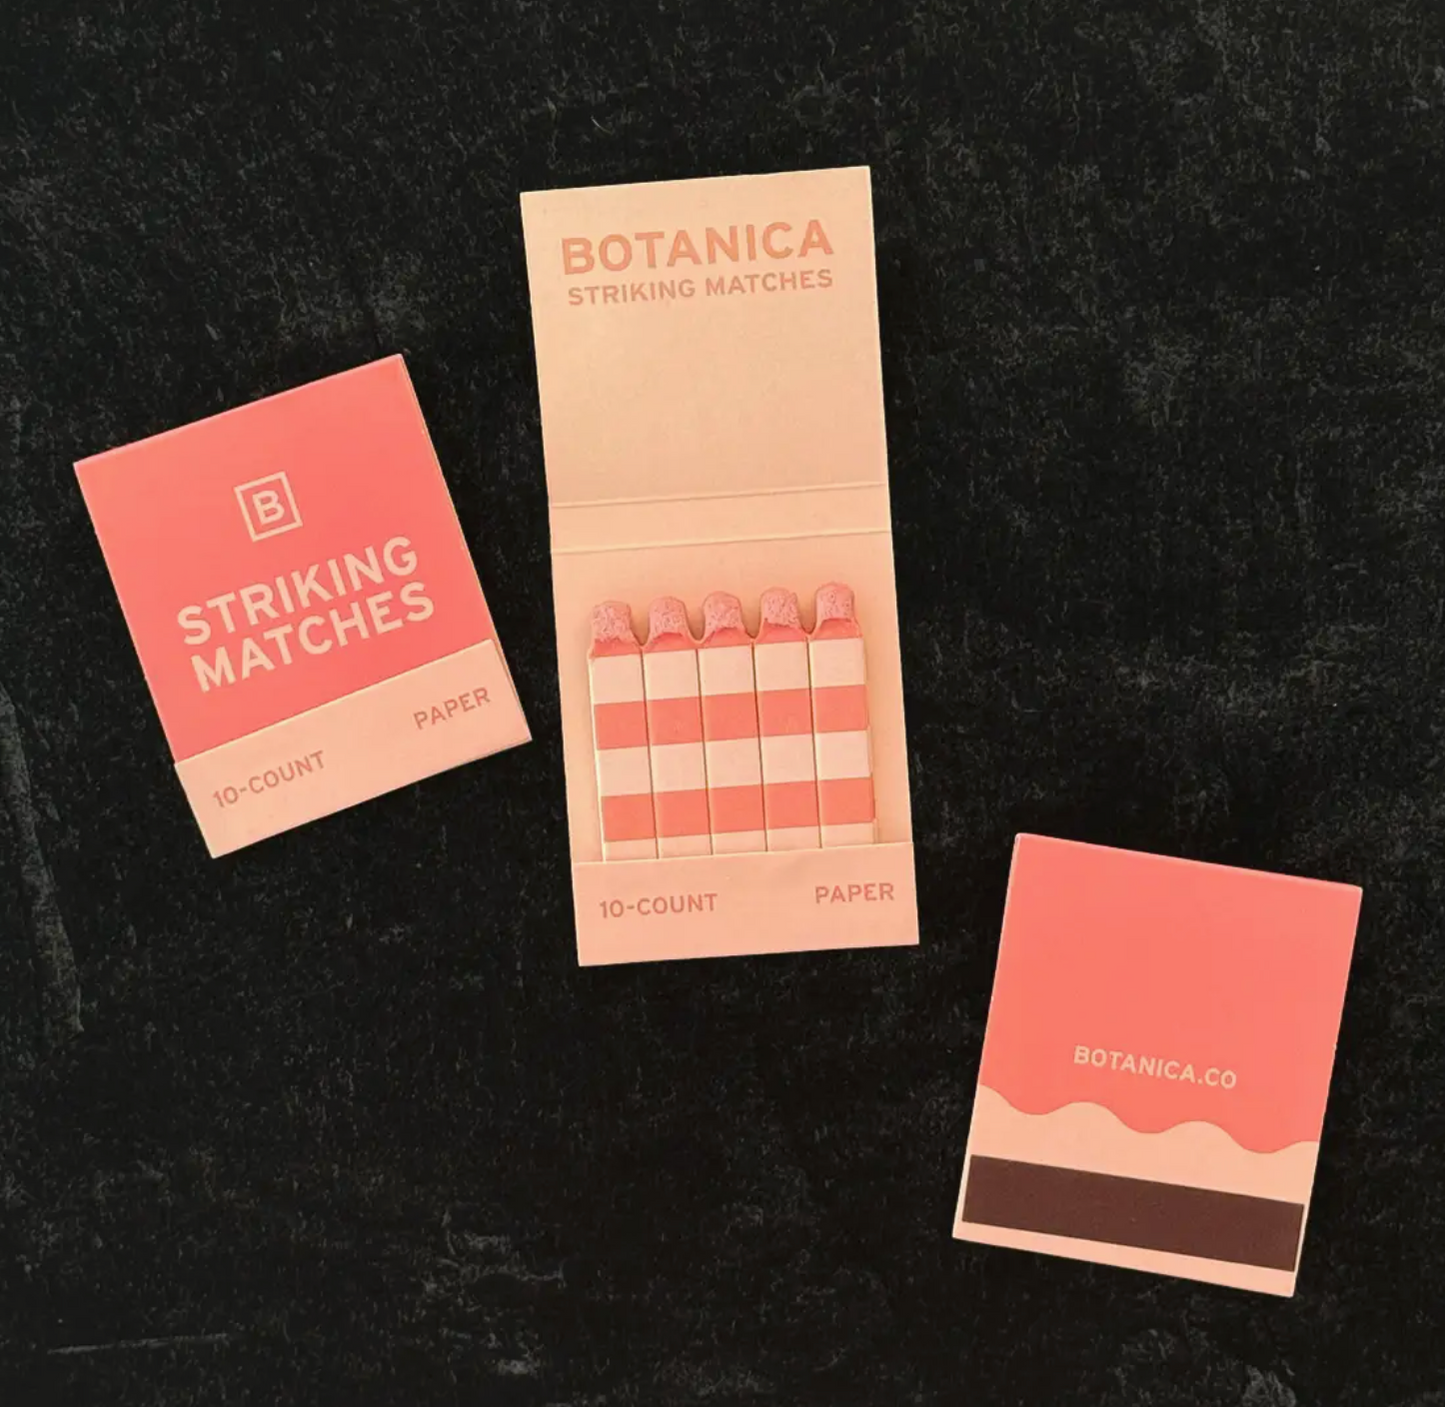 B
STRIKING
MATCHES
10-COUNT PAPER
BOTANICA
STRIKING MATCHES
10-COUNT PAPER
BOTANICA.CO